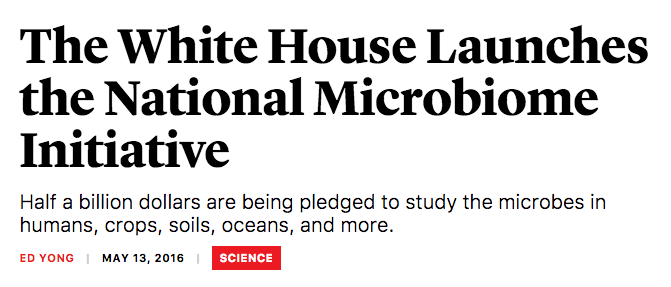 The White House Launches
the National Microbiome
Initiative
Half a billion dollars are being pledged to study the microbes in
humans, crops, soils, oceans, and more.
ED YONG | MAY 13, 2016 | SCIENCE